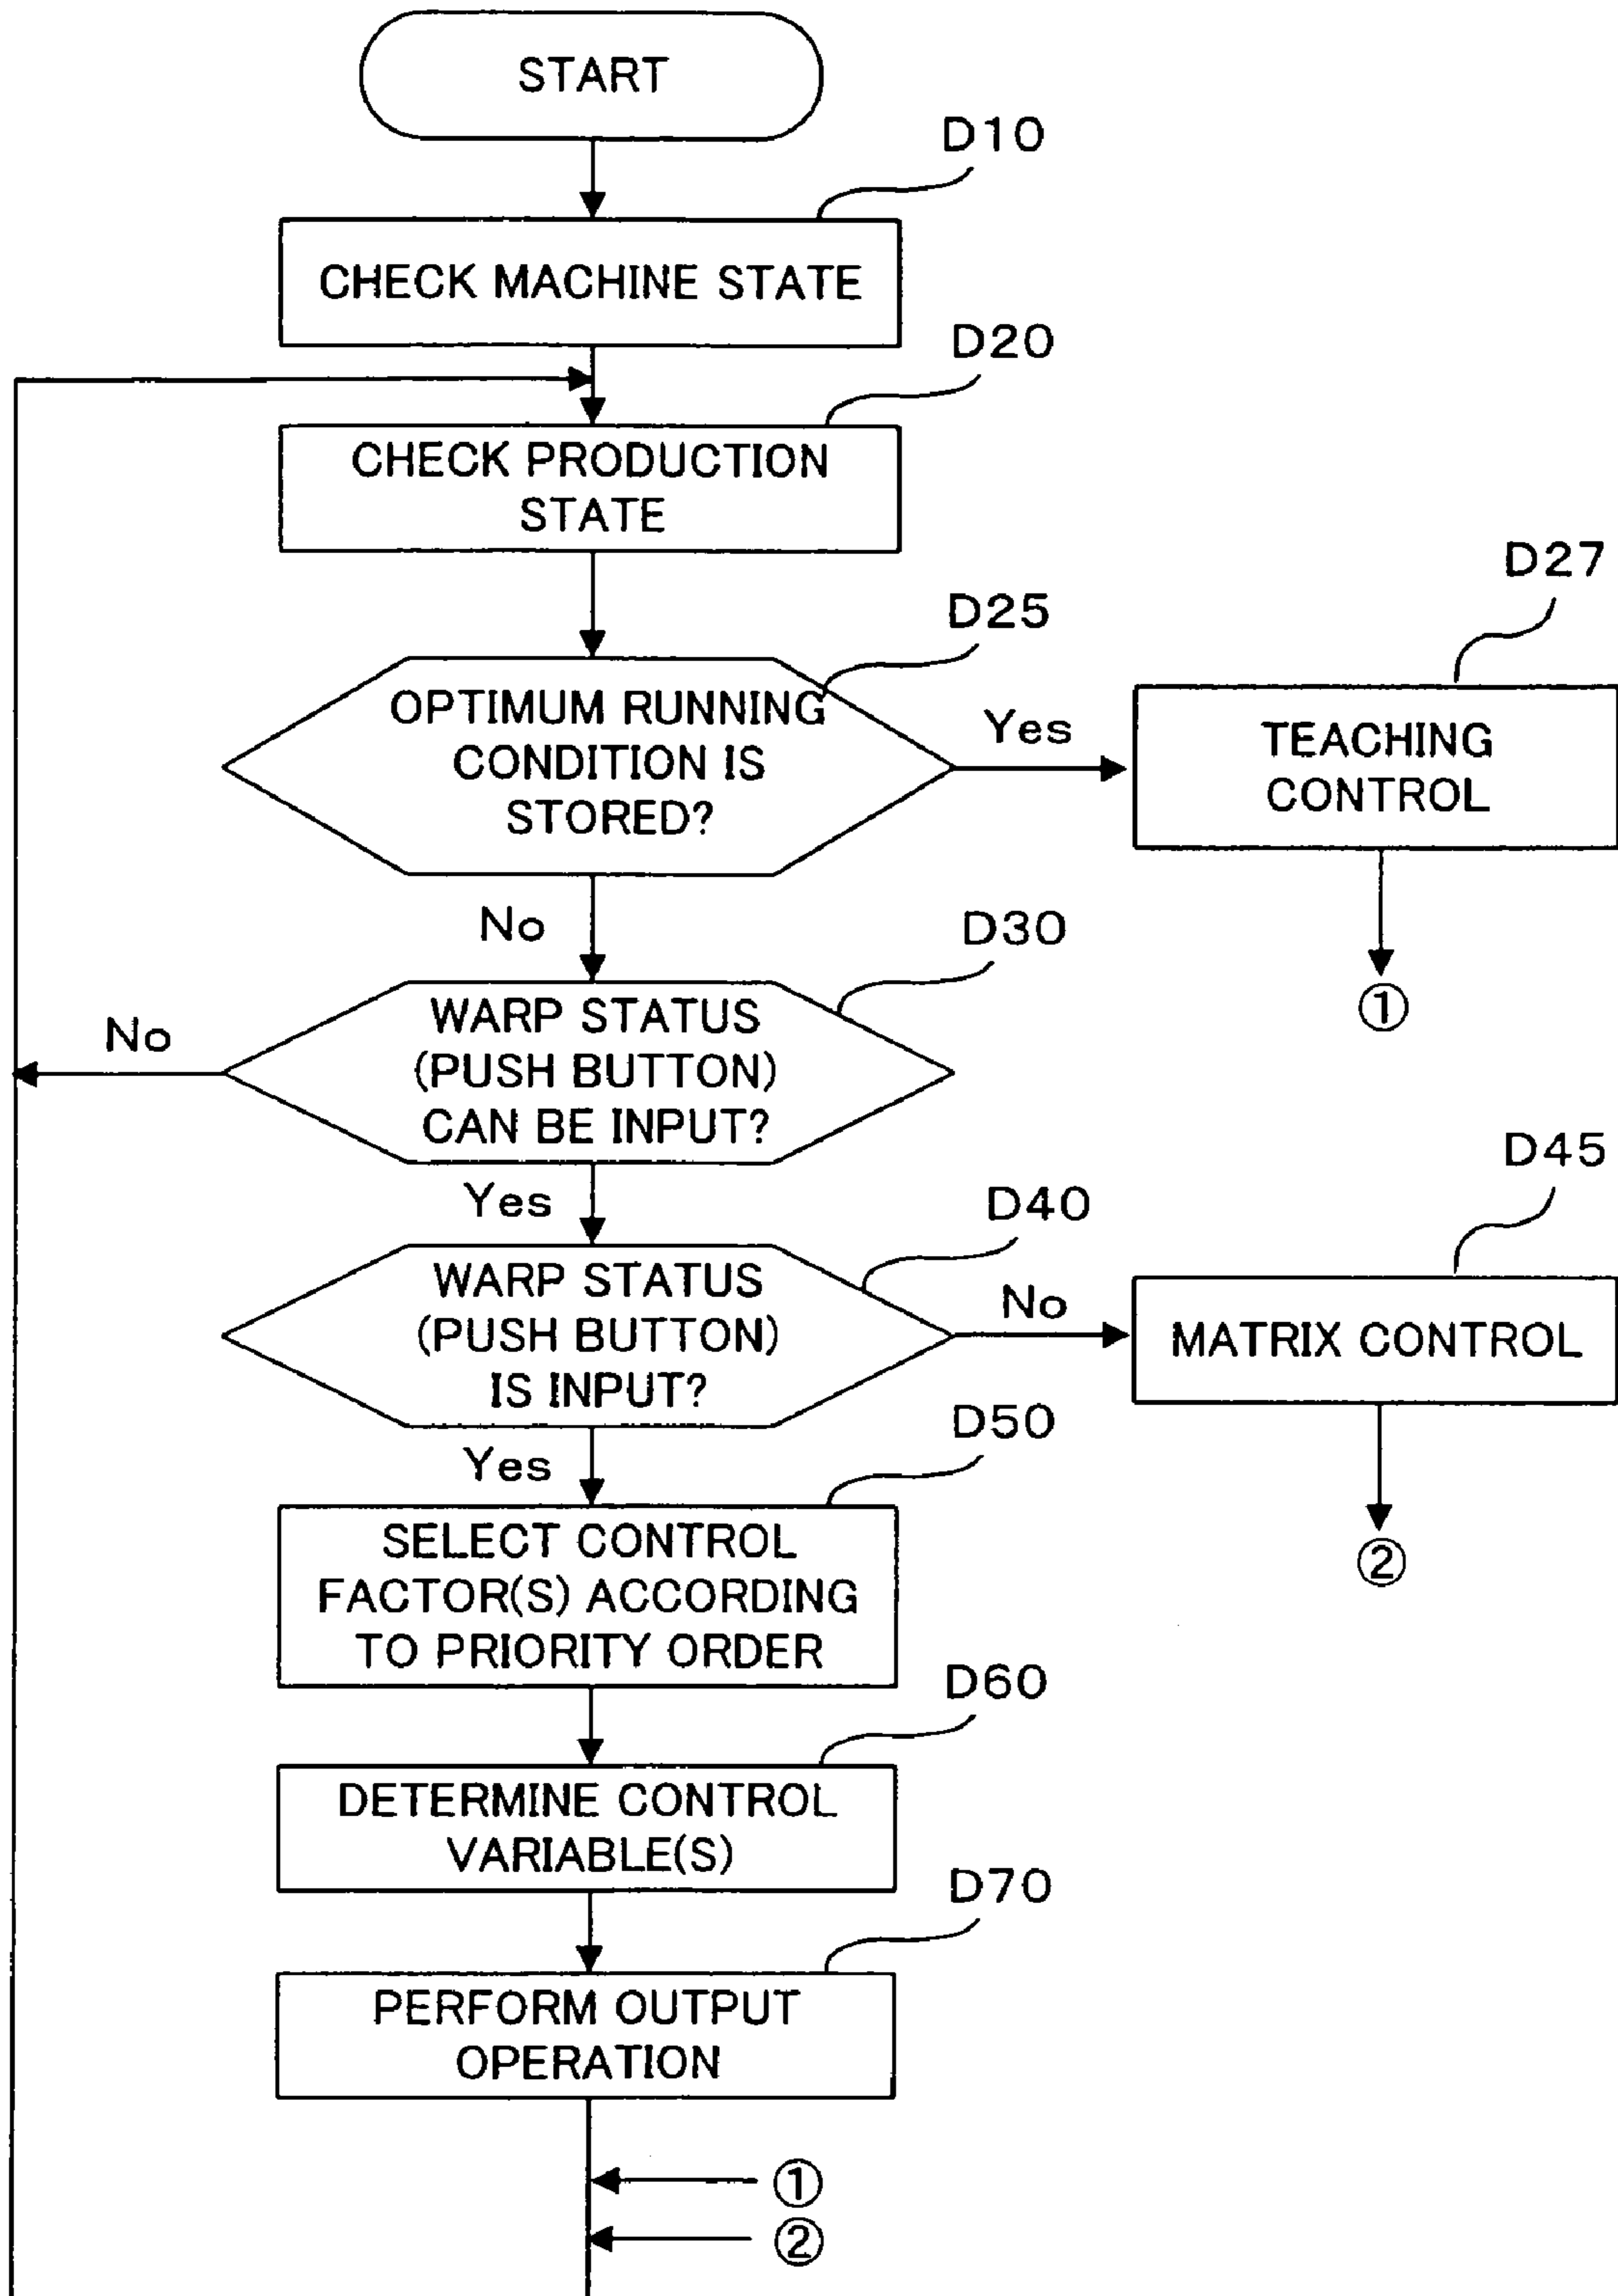 START
D10
CHECK MACHINE STATE
D20
CHECK PRODUCTION
STATE
D25
D27
OPTIMUM RUNNING
CONDITION IS
STORED?
Yes
TEACHING
CONTROL
No
①
D30
WARP STATUS
(PUSH BUTTON)
CAN BE INPUT?
No
Yes
D40
D45
WARP STATUS
(PUSH BUTTON)
IS INPUT?
No
MATRIX CONTROL
Yes
②
D50
SELECT CONTROL
FACTOR(S) ACCORDING
TO PRIORITY ORDER
D60
DETERMINE CONTROL
VARIABLE(S)
D70
PERFORM OUTPUT
OPERATION
①
②